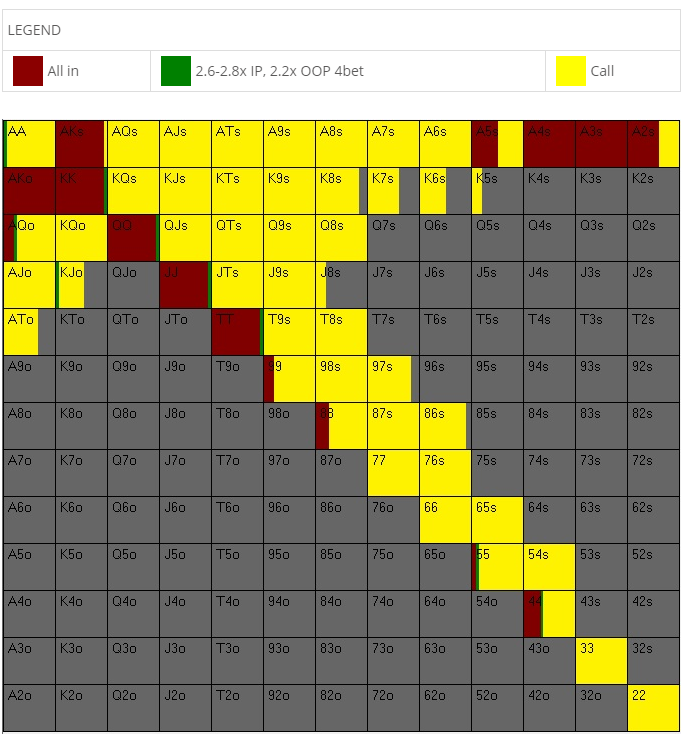 LEGEND
All in 2.6-2.8x IP, 2.2x OOP 4bet Call
AA AKs AQs AJs ATs A9s A8s A7s A6s A5s A4s A3s A2s
AKo KK KQs KJs KTs K9s K8s K7s K6s K5s K4s K3s K2s
AQo KQo QQ QJs QTs Q9s Q8s Q7s Q6s Q5s Q4s Q3s Q2s
AJo KJo QJo JJ JTs J9s J8s J7s J6s J5s J4s J3s J2s
ATo KTo QTo JTo TT T9s T8s T7s T6s T5s T4s T3s T2s
A9o K9o Q9o J9o T9o 99 98s 97s 96s 95s 94s 93s 92s
A8o K8o Q8o J8o T8o 98o 88 87s 86s 85s 84s 83s 82s
A7o K7o Q7o J7o T7o 97o 87o 77 76s 75s 74s 73s 72s
A6o K6o Q6o J6o T6o 96o 86o 76o 66 65s 64s 63s 62s
A5o K5o Q5o J5o T5o 95o 85o 75o 65o 55 54s 53s 52s
A4o K4o Q4o J4o T4o 94o 84o 74o 64o 54o 44 43s 42s
A3o K3o Q3o J3o T3o 93o 83o 73o 63o 53o 43o 33 32s
A2o K2o Q2o J2o T2o 92o 82o 72o 62o 52o 42o 32o 22